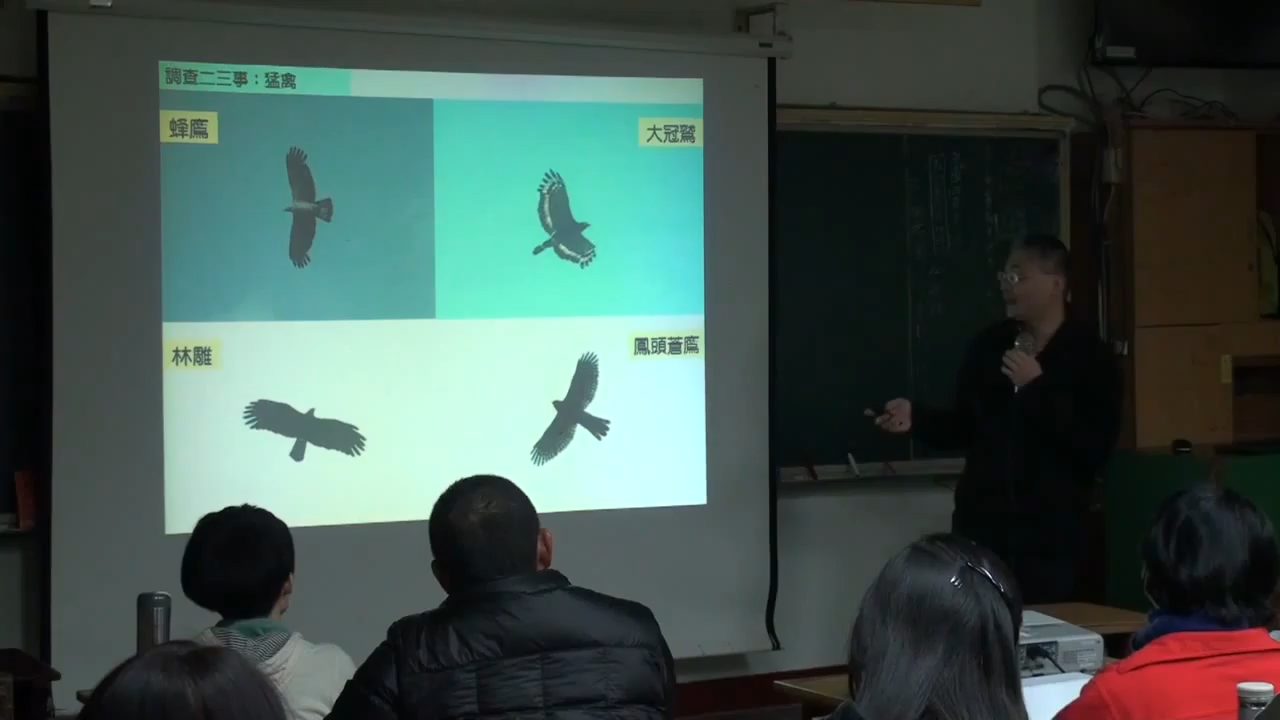 調查二三事：猛禽
蜂鷹
大冠鷲
林鵰
鳳頭蒼鷹